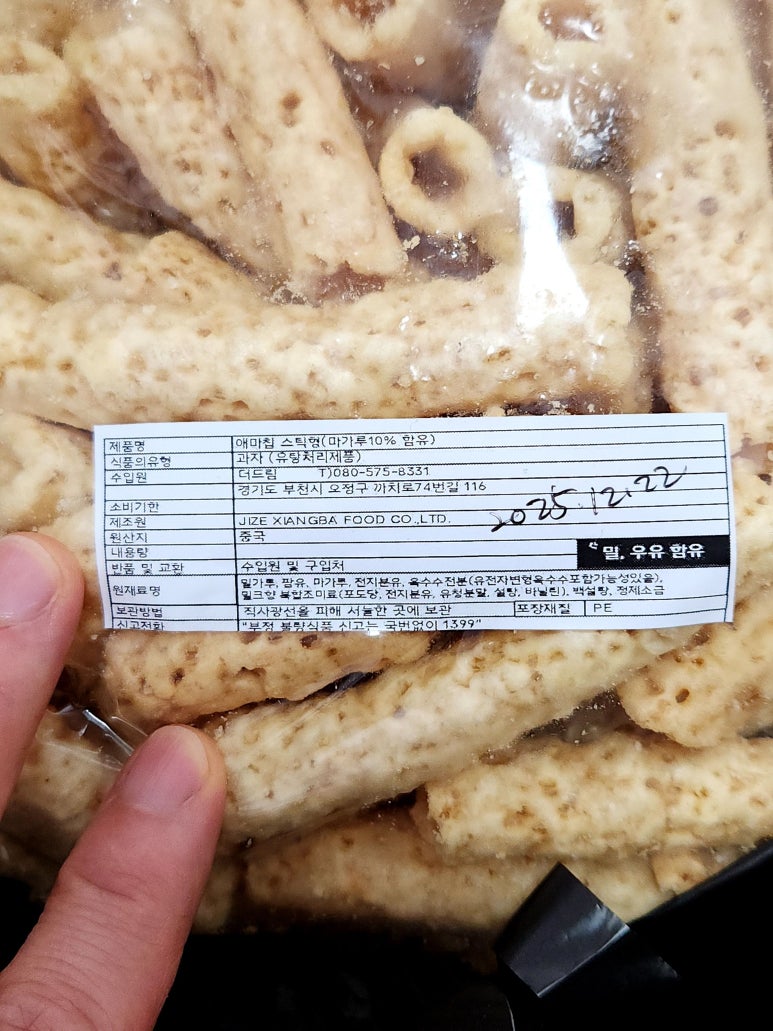 제품명 애마찹 스틱형(마가루10% 함유)
식품의유형 과자 (유탕처리제품)
수입원 더드림 T)080-575-8331
경기도 부천시 오정구 까치로74번길 116
소비기한 2025.12.22
제조원 JIZE XIANGBA FOOD CO.,LTD.
원산지 중국
내용량
밀, 우유 함유
반품 및 교환 수입원 및 구입처
원재료명 밀가루, 팜유, 마가루, 전지분유, 옥수수전분(유전자변형옥수수포함가능성있음),
밀크향 복합조미료(포도당, 전지분유, 유청분말, 설탕, 바닐린), 백설탕, 정제소금
보관방법 직사광선을 피해 서늘한 곳에 보관 포장재질 PE
신고전화 "부정 불량식품 신고는 국번없이 1399"